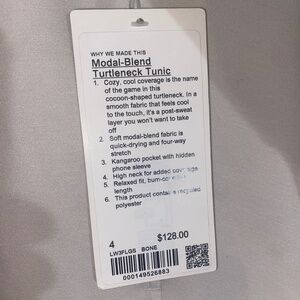 WHY WE MADE THIS
Modal-Blend
Turtleneck Tunic
1. Cozy, cool coverage is the name
of the game in this
cocoon-shaped turtleneck. In a
smooth fabric that feels cool
to the touch, it's a post-sweat
layer you won't want to take
off
2. Soft modal-blend fabric is
quick-drying and four-way
stretch
3. Kangaroo pocket with hidden
phone sleeve
4. High neck for added coverage
5. Relaxed fit, bum-covering
length
6. This product contains recycled
polyester
4 $128.00
LW3FLGS BONE
000149526883